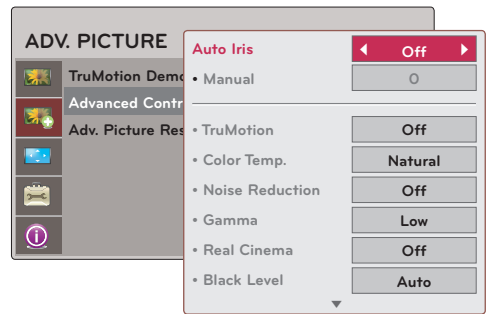 ADV. PICTURE
TruMotion Demo
Advanced Contr
Adv. Picture Res
Auto Iris Off
• Manual 0
• TruMotion Off
• Color Temp. Natural
• Noise Reduction Off
• Gamma Low
• Real Cinema Off
• Black Level Auto